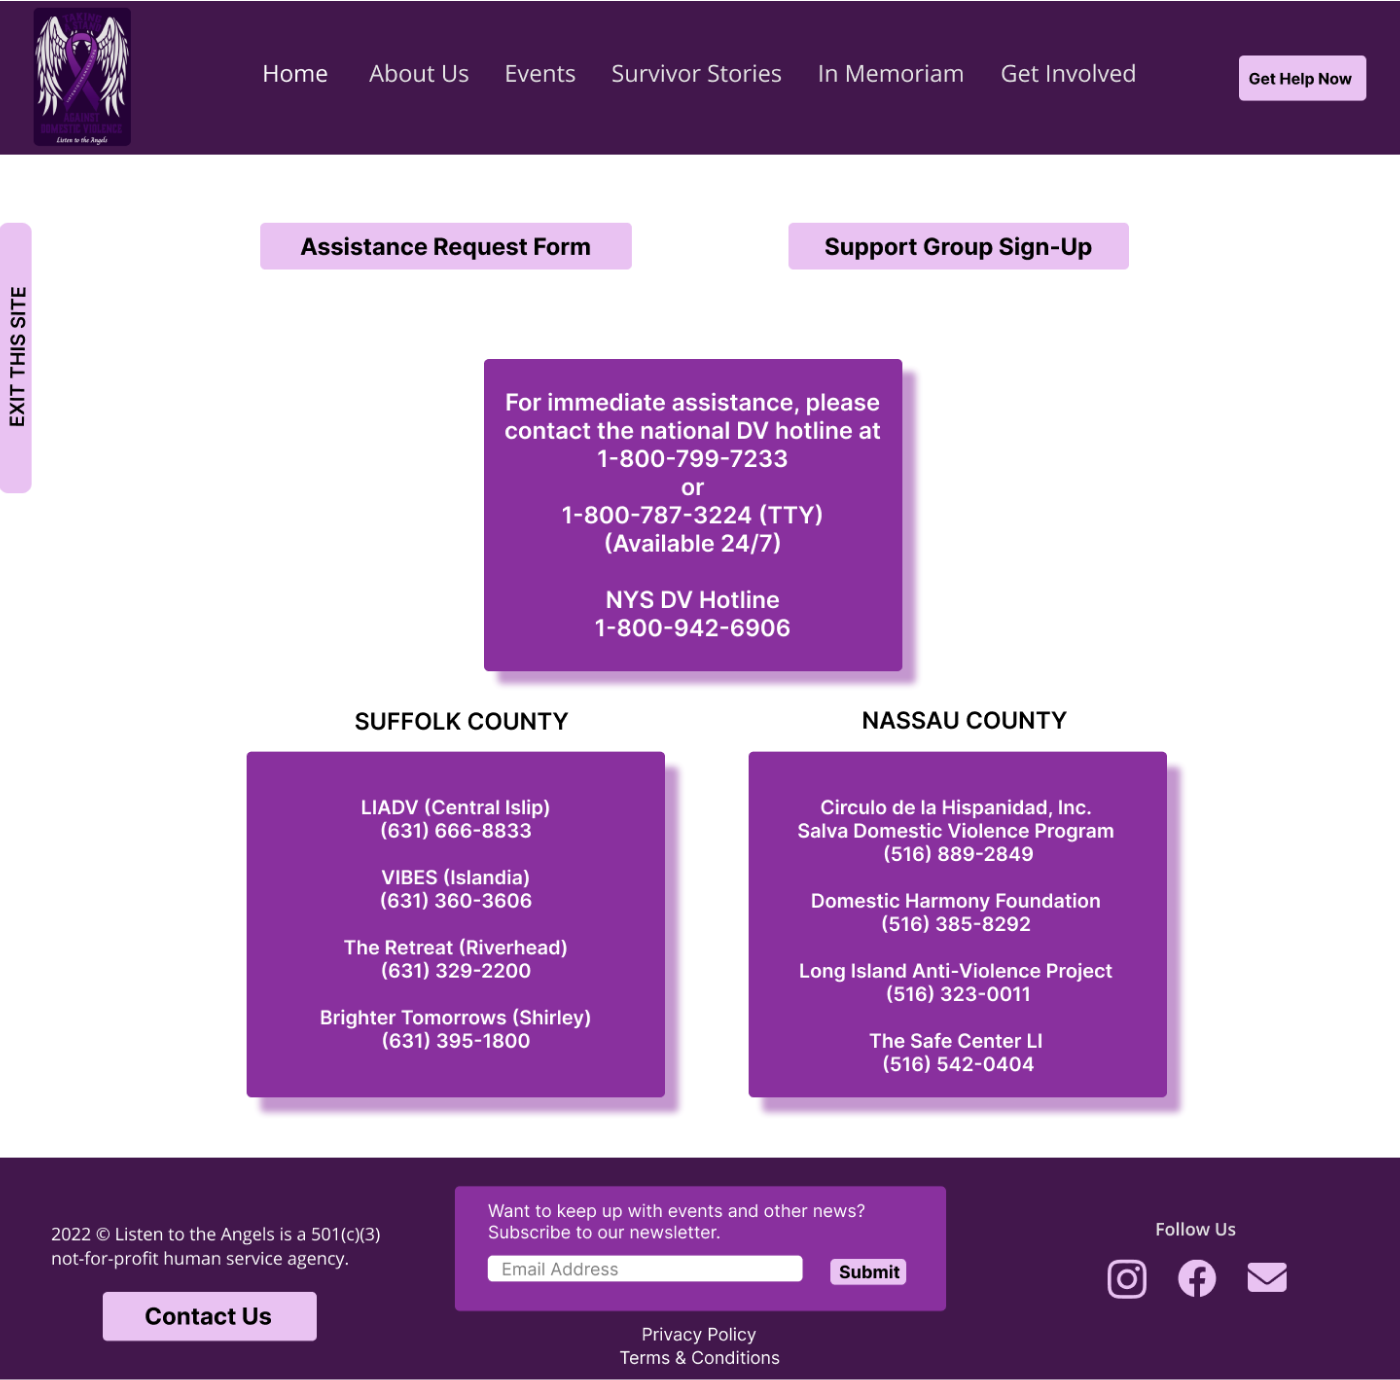 TAKING
A STAND
AGAINST
DOMESTIC VIOLENCE
Listen to the Angels
Home
About Us
Events
Survivor Stories
In Memoriam
Get Involved
Get Help Now
EXIT THIS SITE
Assistance Request Form
Support Group Sign-Up
For immediate assistance, please
contact the national DV hotline at
1-800-799-7233
or
1-800-787-3224 (TTY)
(Available 24/7)
NYS DV Hotline
1-800-942-6906
SUFFOLK COUNTY
LIADV (Central Islip)
(631) 666-8833
VIBES (Islandia)
(631) 360-3606
The Retreat (Riverhead)
(631) 329-2200
Brighter Tomorrows (Shirley)
(631) 395-1800
NASSAU COUNTY
Circulo de la Hispanidad, Inc.
Salva Domestic Violence Program
(516) 889-2849
Domestic Harmony Foundation
(516) 385-8292
Long Island Anti-Violence Project
(516) 323-0011
The Safe Center LI
(516) 542-0404
2022 © Listen to the Angels is a 501(c)(3)
not-for-profit human service agency.
Contact Us
Want to keep up with events and other news?
Subscribe to our newsletter.
Email Address
Submit
Privacy Policy
Terms & Conditions
Follow Us